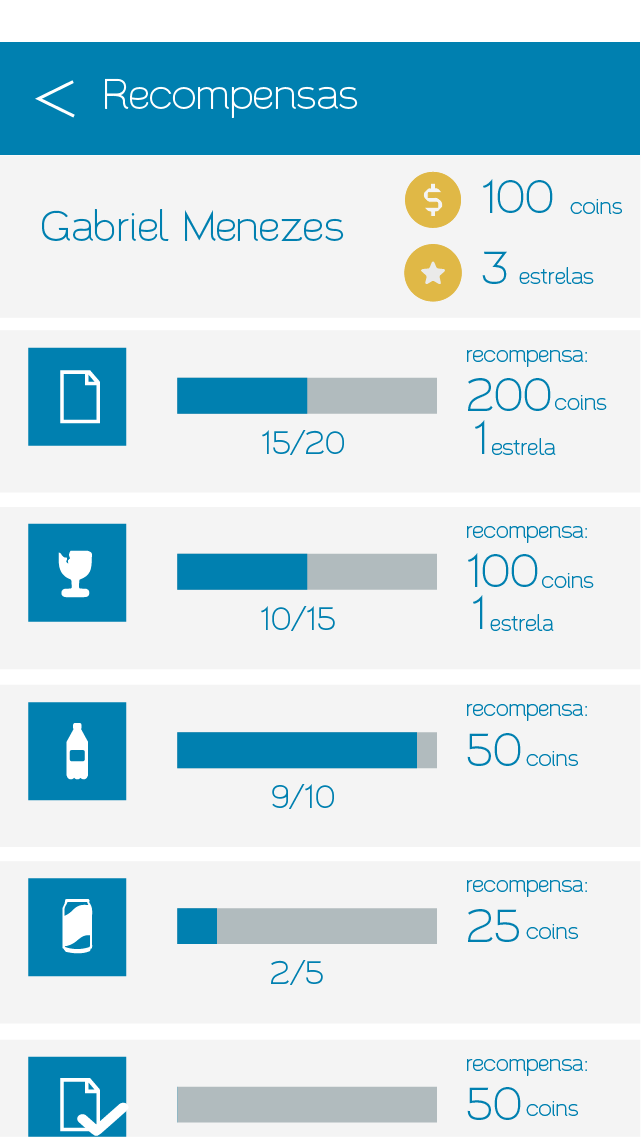 Recompensas
Gabriel Menezes
100 coins
3 estrelas
recompensa:
200 coins
1 estrela
15/20
recompensa:
100 coins
1 estrela
10/15
recompensa:
50 coins
9/10
recompensa:
25 coins
2/5
recompensa:
50 coins